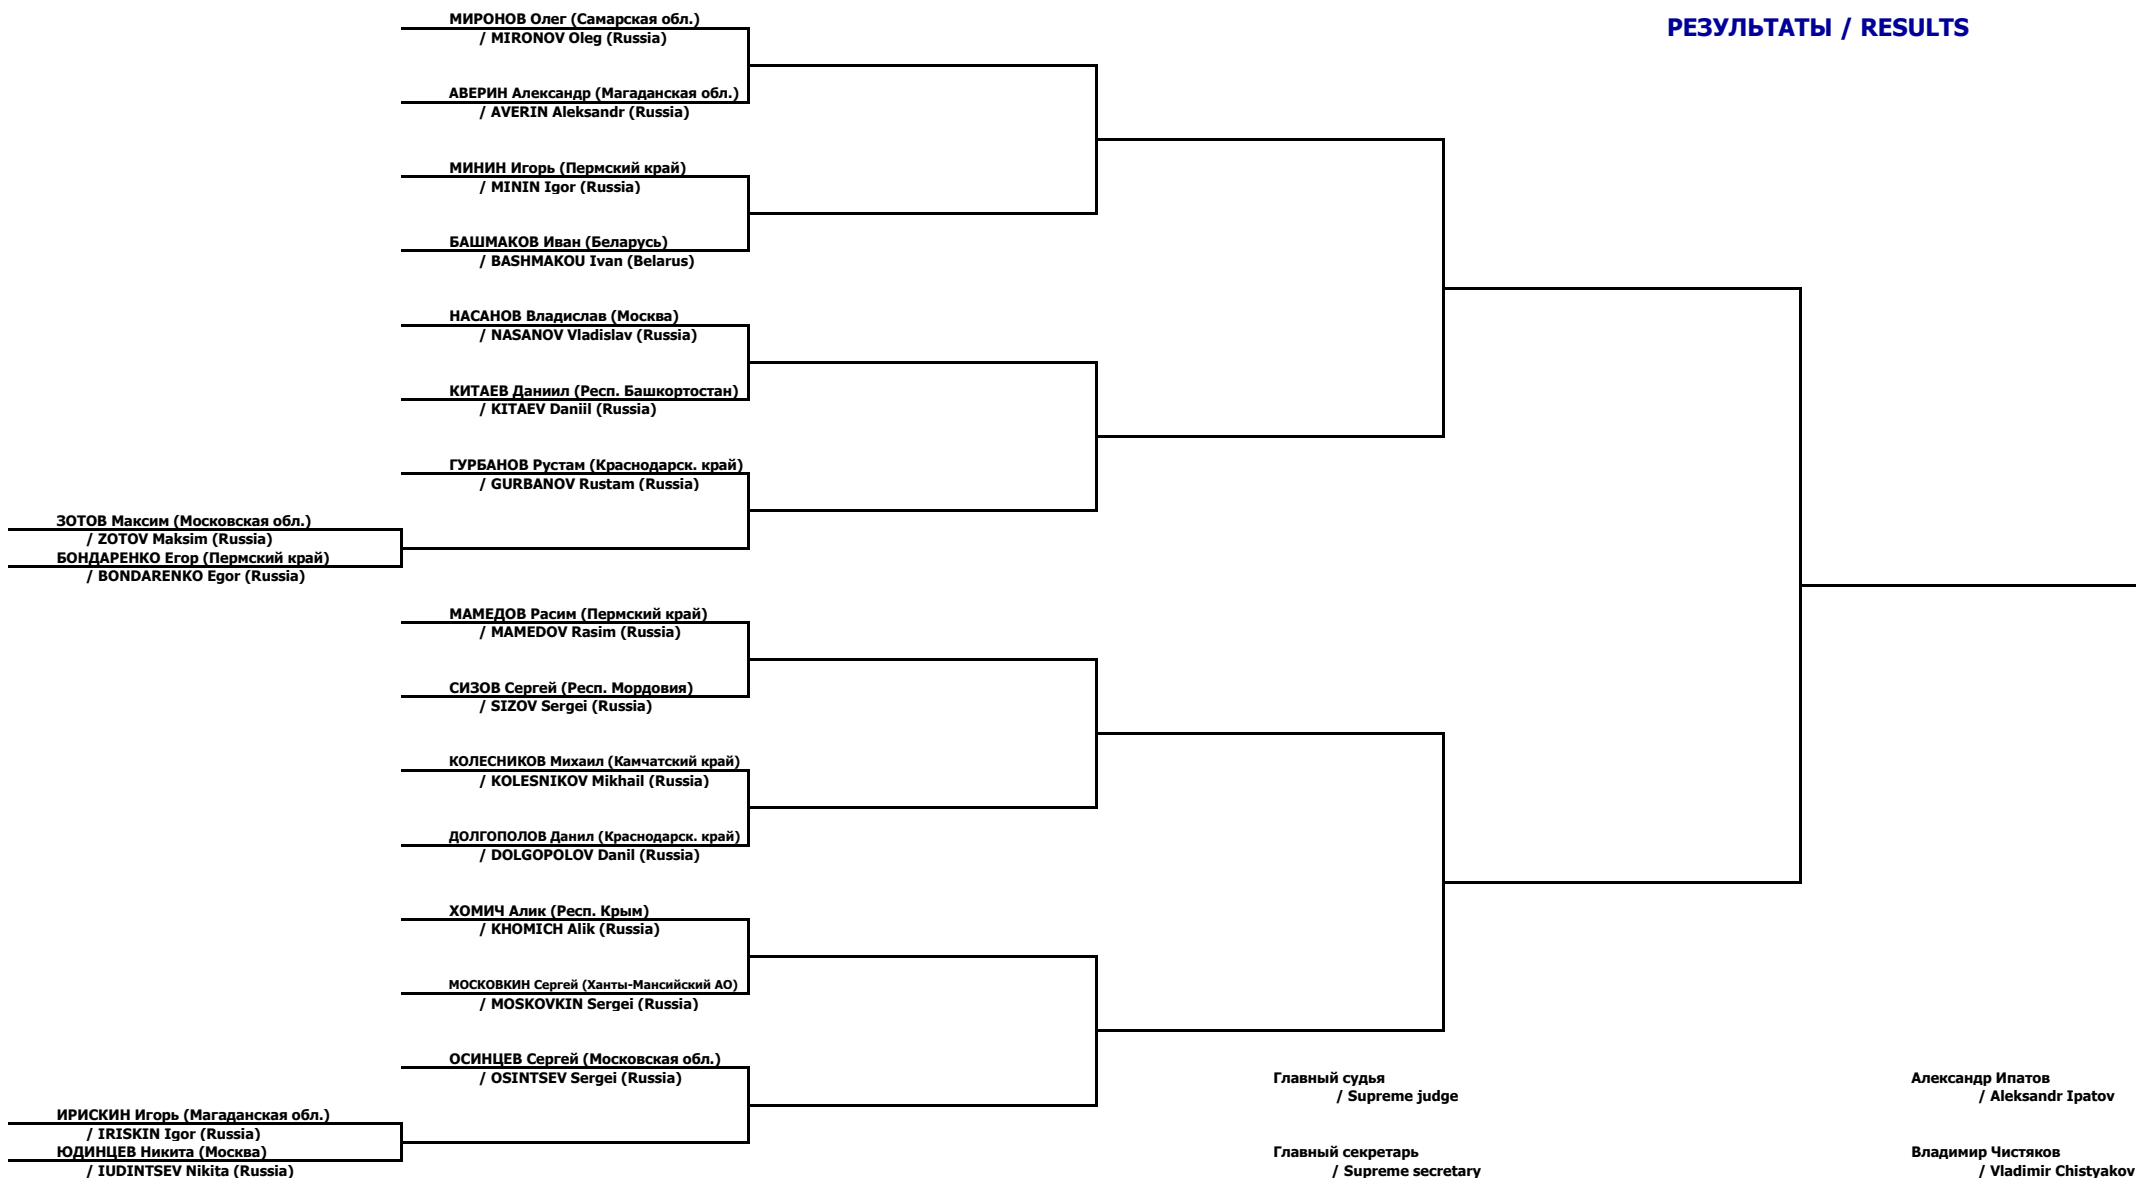 МИРОНОВ Олег (Самарская обл.)
/ MIRONOV Oleg (Russia)
РЕЗУЛЬТАТЫ / RESULTS
АВЕРИН Александр (Магаданская обл.)
/ AVERIN Aleksandr (Russia)
МИНИН Игорь (Пермский край)
/ MININ Igor (Russia)
БАШМАКОВ Иван (Беларусь)
/ BASHMAKOU Ivan (Belarus)
НАСАНОВ Владислав (Москва)
/ NASANOV Vladislav (Russia)
КИТАЕВ Даниил (Респ. Башкортостан)
/ KITAEV Daniil (Russia)
ГУРБАНОВ Рустам (Краснодарск. край)
/ GURBANOV Rustam (Russia)
ЗОТОВ Максим (Московская обл.)
/ ZOTOV Maksim (Russia)
БОНДАРЕНКО Егор (Пермский край)
/ BONDARENKO Egor (Russia)
МАМЕДОВ Расим (Пермский край)
/ MAMEDOV Rasim (Russia)
СИЗОВ Сергей (Респ. Мордовия)
/ SIZOV Sergei (Russia)
КОЛЕСНИКОВ Михаил (Камчатский край)
/ KOLESNIKOV Mikhail (Russia)
ДОЛГОПОЛОВ Данил (Краснодарск. край)
/ DOLGOPOLOV Danil (Russia)
ХОМИЧ Алик (Респ. Крым)
/ KHOMICH Alik (Russia)
МОСКОВКИН Сергей (Ханты-Мансийский АО)
/ MOSKOVKIN Sergei (Russia)
ОСИНЦЕВ Сергей (Московская обл.)
/ OSINTSEV Sergei (Russia)
ИРИСКИН Игорь (Магаданская обл.)
/ IRISKIN Igor (Russia)
ЮДИНЦЕВ Никита (Москва)
/ IUDINTSEV Nikita (Russia)
Главный судья
/ Supreme judge
Александр Ипатов
/ Aleksandr Ipatov
Главный секретарь
/ Supreme secretary
Владимир Чистяков
/ Vladimir Chistyakov